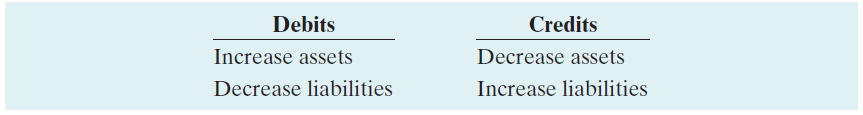 Debits Credits
Increase assets Decrease assets
Decrease liabilities Increase liabilities